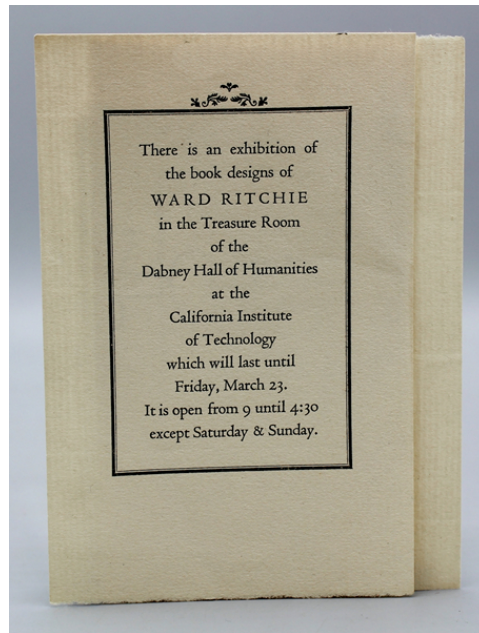 There is an exhibition of
the book designs of
WARD RITCHIE
in the Treasure Room
of the
Dabney Hall of Humanities
at the
California Institute
of Technology
which will last until
Friday, March 23.
It is open from 9 until 4:30
except Saturday & Sunday.